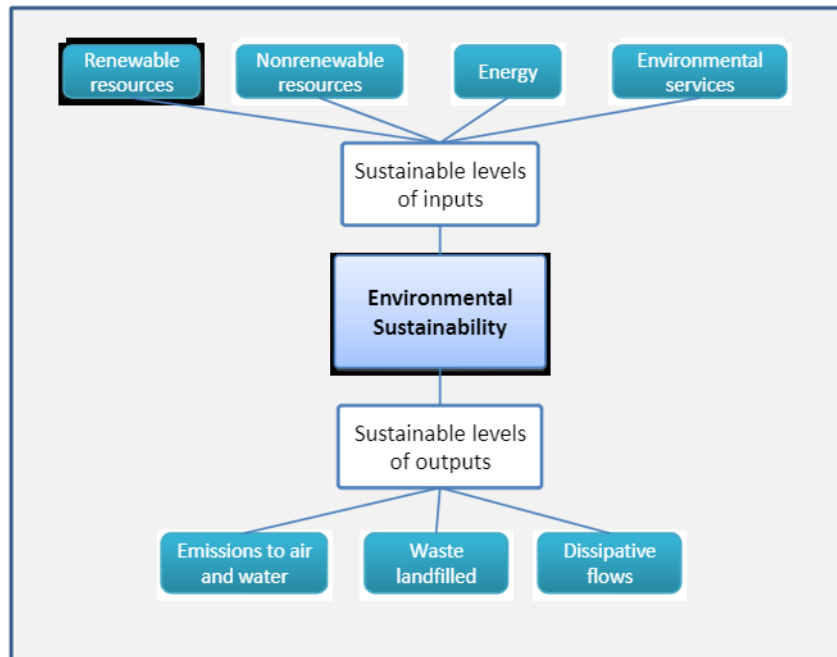 Renewable
resources
Nonrenewable
resources
Energy
Environmental
services
Sustainable levels
of inputs
Environmental
Sustainability
Sustainable levels
of outputs
Emissions to air
and water
Waste
landfilled
Dissipative
flows